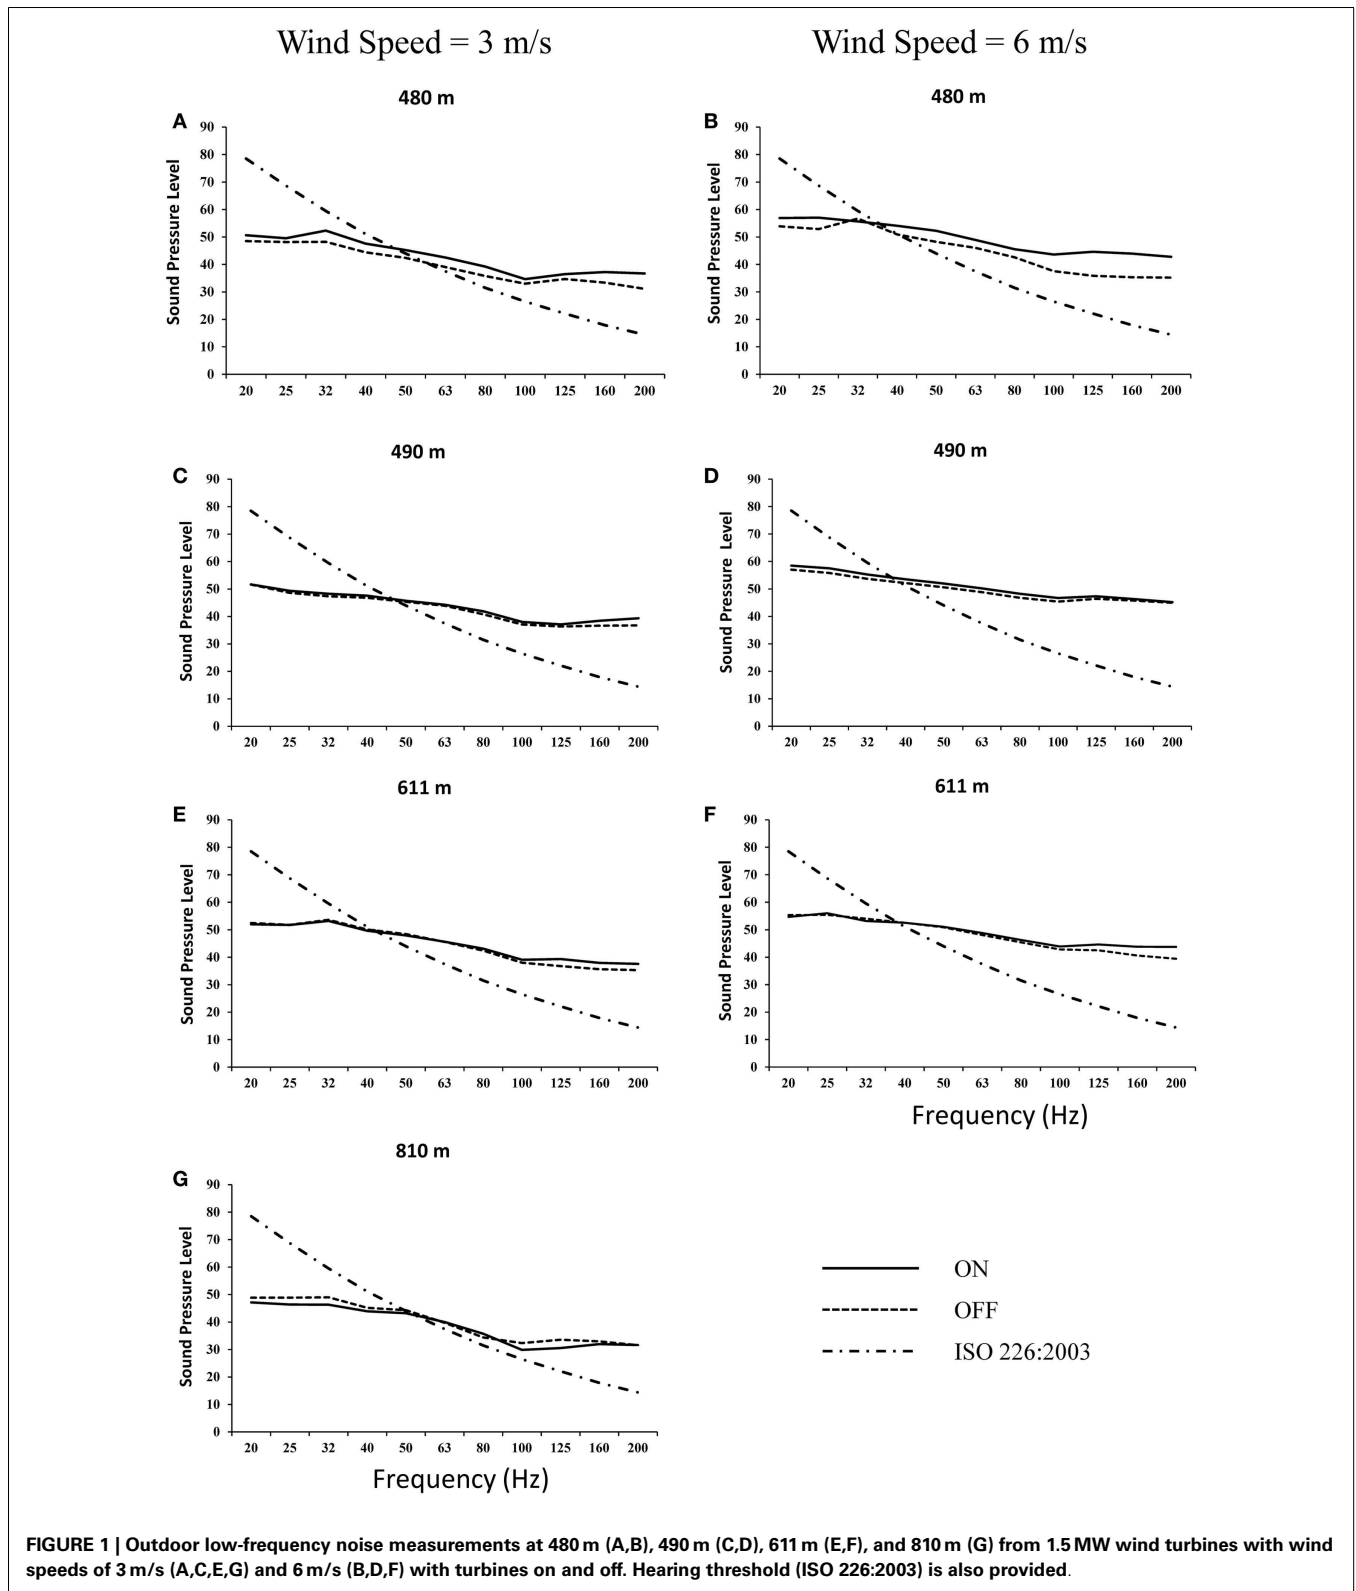 Wind Speed = 3 m/s
Wind Speed = 6 m/s
480 m
A
Sound Pressure Level
90
80
70
60
50
40
30
20
10
0
20 25 32 40 50 63 80 100 125 160 200
480 m
B
Sound Pressure Level
90
80
70
60
50
40
30
20
10
0
20 25 32 40 50 63 80 100 125 160 200
490 m
C
Sound Pressure Level
90
80
70
60
50
40
30
20
10
0
20 25 32 40 50 63 80 100 125 160 200
490 m
D
Sound Pressure Level
90
80
70
60
50
40
30
20
10
0
20 25 32 40 50 63 80 100 125 160 200
611 m
E
Sound Pressure Level
90
80
70
60
50
40
30
20
10
0
20 25 32 40 50 63 80 100 125 160 200
611 m
F
Sound Pressure Level
90
80
70
60
50
40
30
20
10
0
20 25 32 40 50 63 80 100 125 160 200
Frequency (Hz)
810 m
G
Sound Pressure Level
90
80
70
60
50
40
30
20
10
0
20 25 32 40 50 63 80 100 125 160 200
Frequency (Hz)
ON
OFF
ISO 226:2003
FIGURE 1 | Outdoor low-frequency noise measurements at 480 m (A,B), 490 m (C,D), 611 m (E,F), and 810 m (G) from 1.5 MW wind turbines with wind
speeds of 3 m/s (A,C,E,G) and 6 m/s (B,D,F) with turbines on and off. Hearing threshold (ISO 226:2003) is also provided.